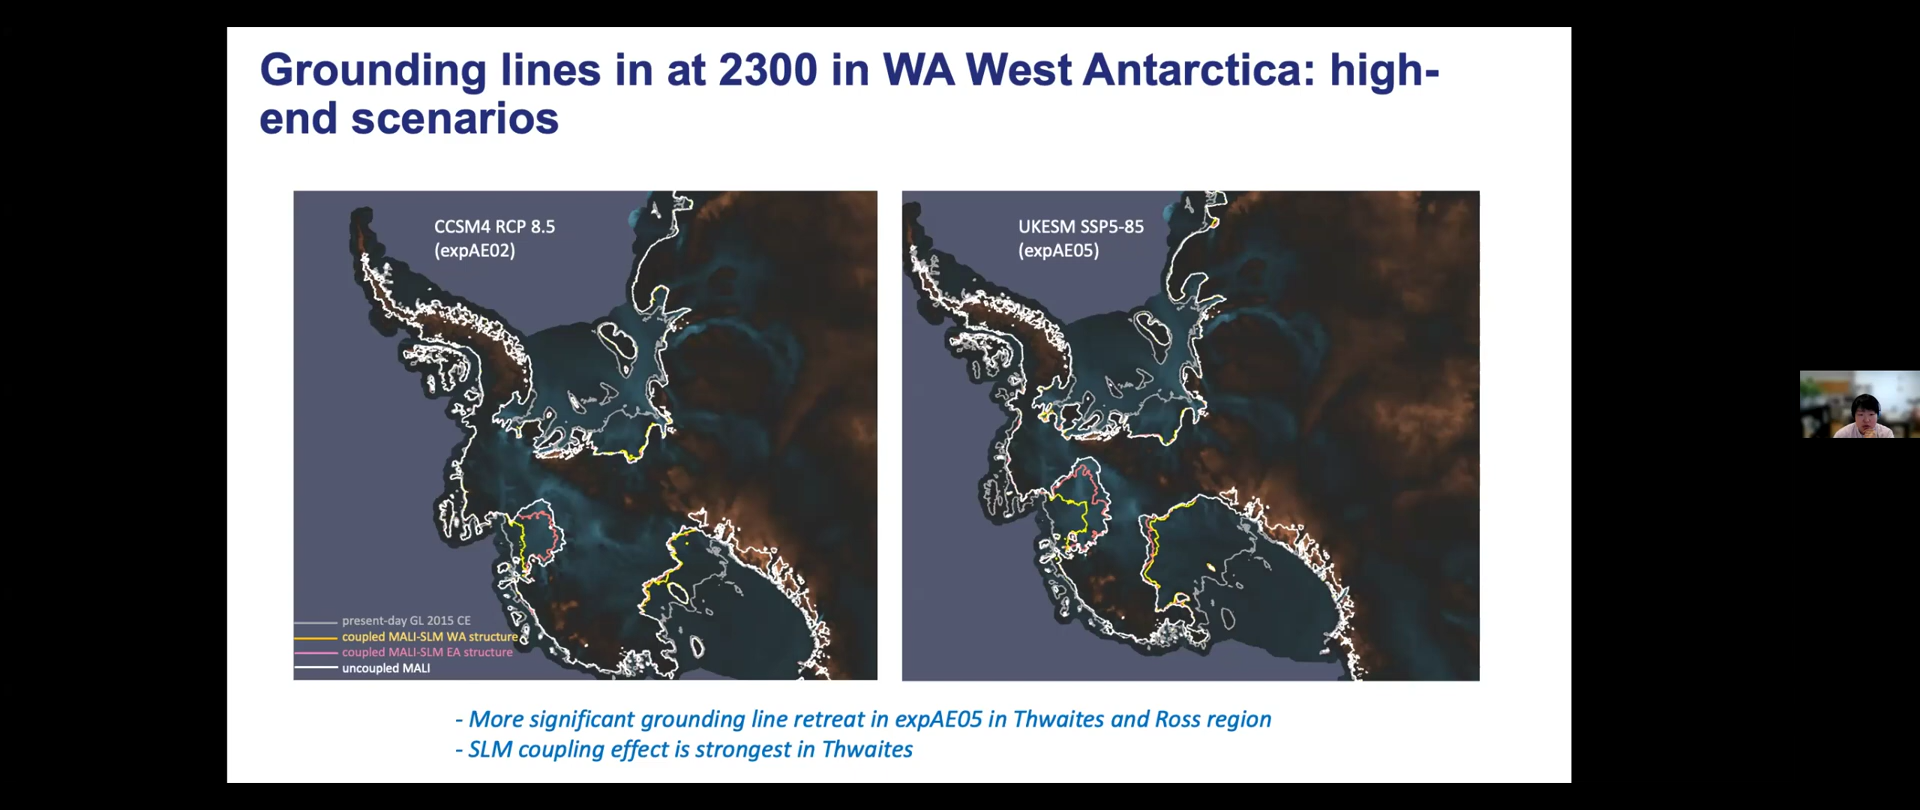 Grounding lines in at 2300 in WA West Antarctica: high-
end scenarios
CCSM4 RCP 8.5
(expAE02)
UKESM SSP5-85
(expAE05)
present-day GL 2015 CE
coupled MALI-SLM WA structure
coupled MALI-SLM EA structure
uncoupled MALI
- More significant grounding line retreat in expAE05 in Thwaites and Ross region
- SLM coupling effect is strongest in Thwaites